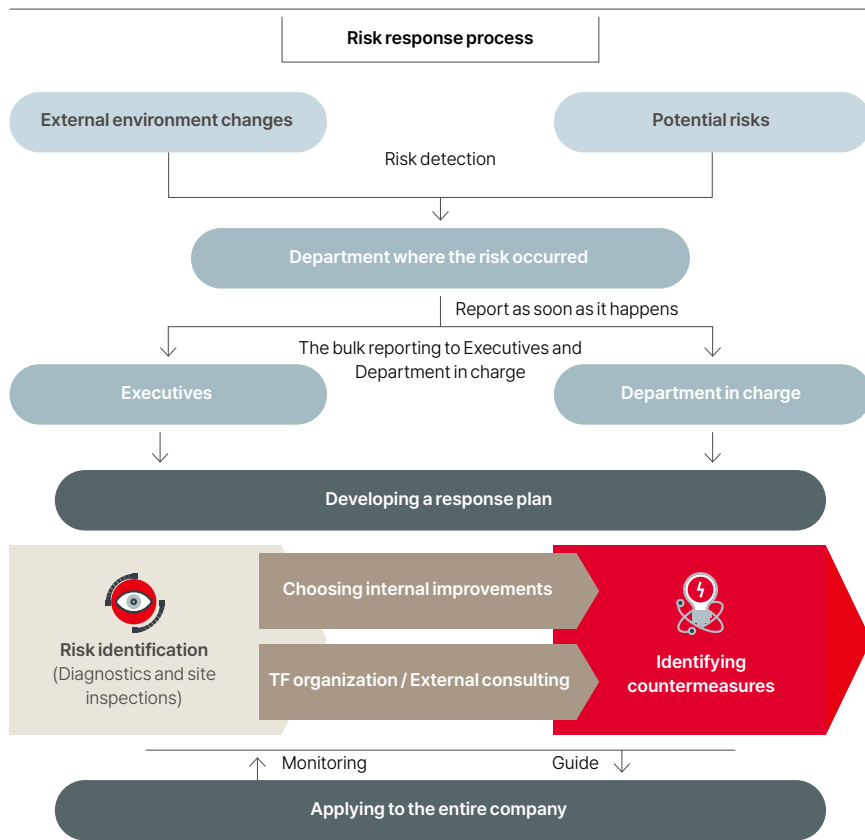 Risk response process
External environment changes
Potential risks
Risk detection
Department where the risk occurred
Report as soon as it happens
The bulk reporting to Executives and
Department in charge
Executives
Department in charge
Developing a response plan
Risk identification
(Diagnostics and site
inspections)
Choosing internal improvements
TF organization / External consulting
Identifying
countermeasures
Monitoring
Guide
Applying to the entire company